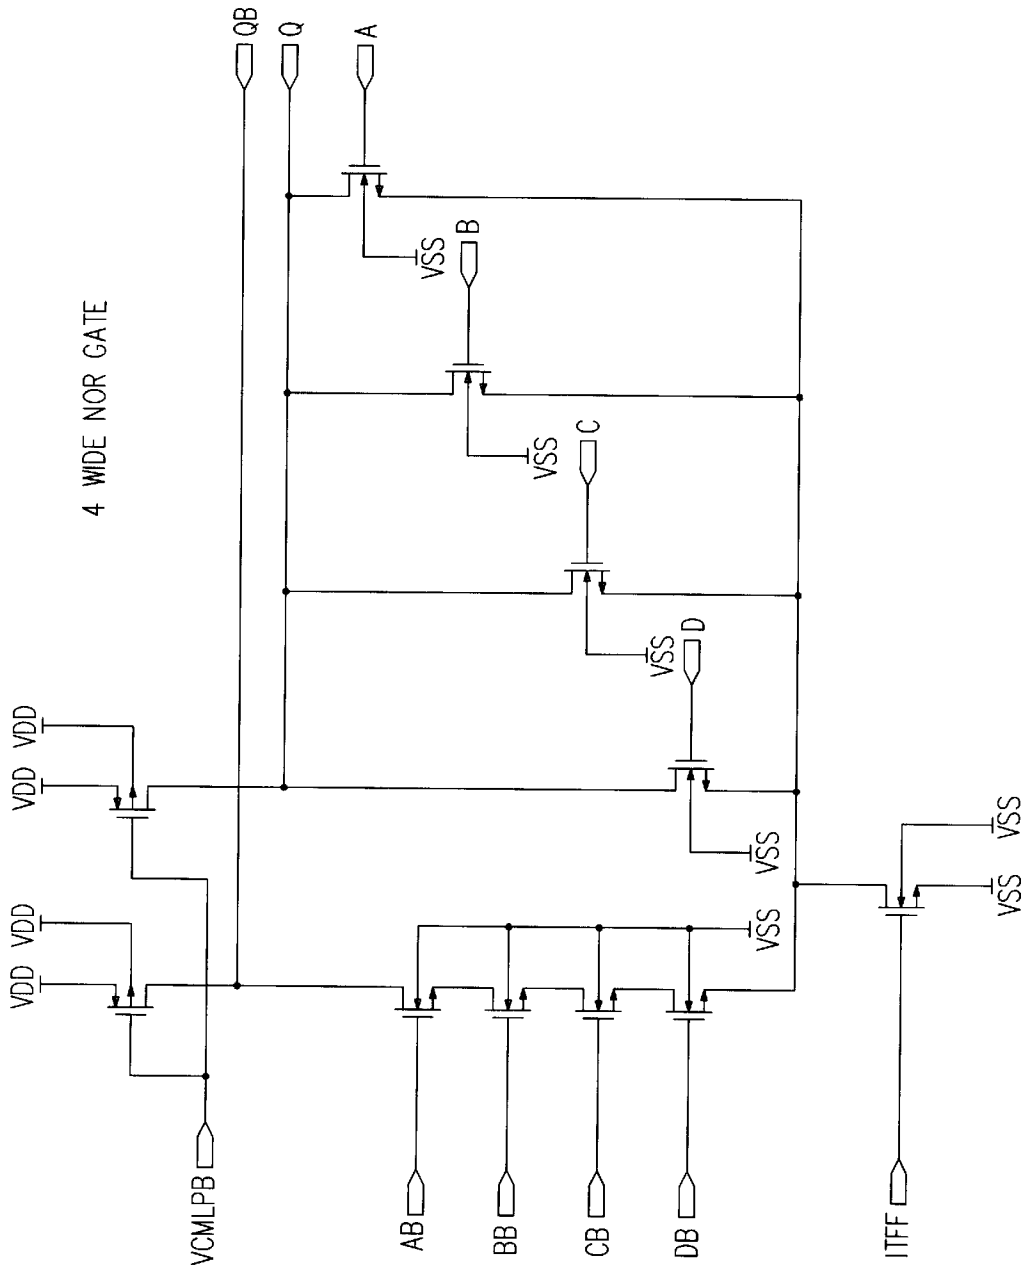 4 WIDE NOR GATE
QB
Q
A
VDD
VDD
VDD
VDD
VSS
B
VSS
C
VSS
D
VSS
VSS
VCMLPB
AB
BB
CB
DB
VSS
VSS
ITFF